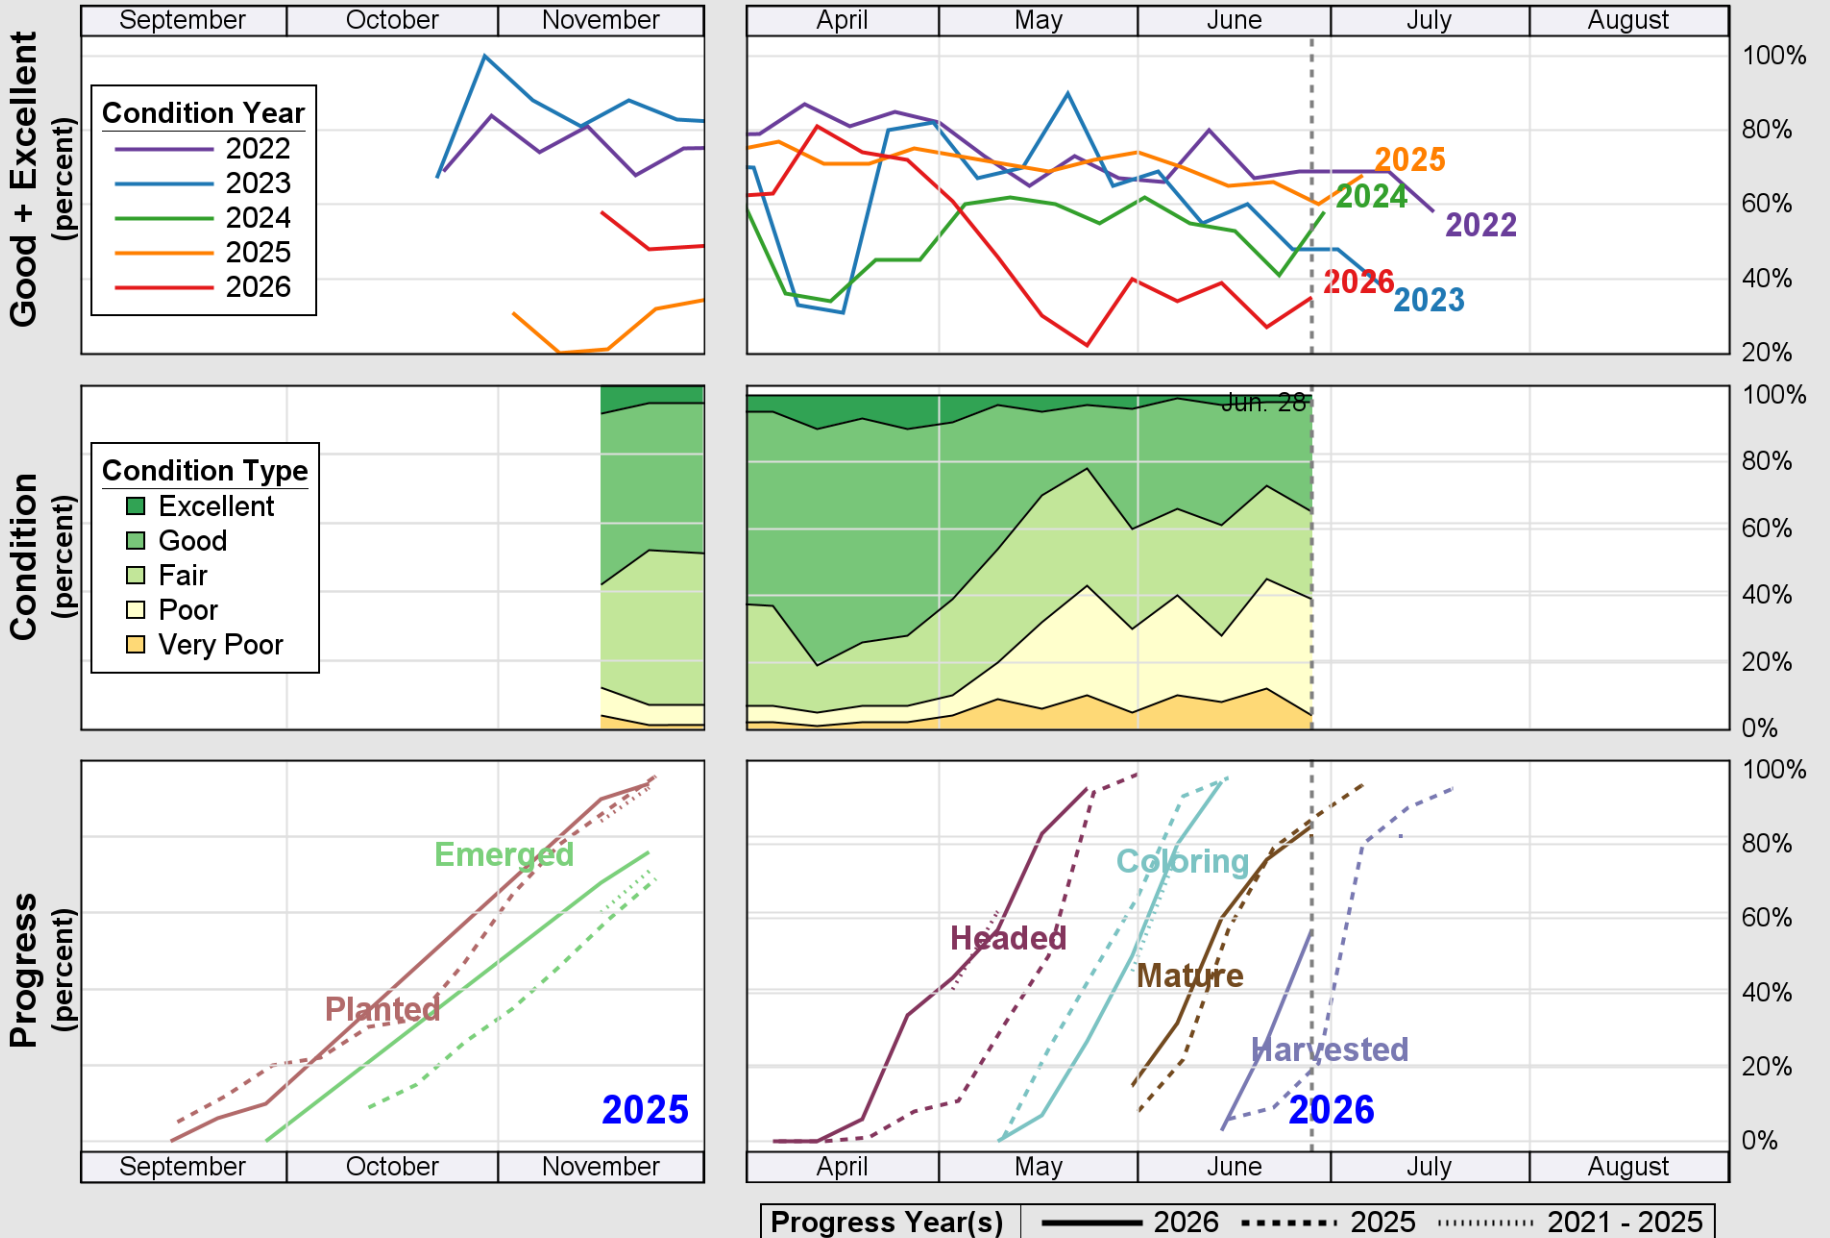 September October November April May June July August
Good + Excellent
(percent)
Condition Year
2022
2023
2024
2025
2026
2025
2024
2022
2026
2023
100%
80%
60%
40%
20%
Condition
(percent)
Condition Type
Excellent
Good
Fair
Poor
Very Poor
Jun. 28
100%
80%
60%
40%
20%
0%
Progress
(percent)
Emerged
Planted
2025
Coloring
Headed
Mature
Harvested
2026
100%
80%
60%
40%
20%
0%
September October November April May June July August
Progress Year(s) 2026 2025 2021 - 2025